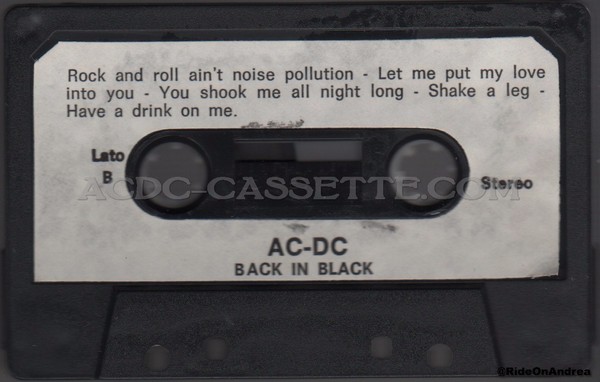 Rock and roll ain't noise pollution - Let me put my love
into you - You shook me all night long - Shake a leg -
Have a drink on me.
Lato
B
ACDC-CASSETTE.COM
Stereo
AC-DC
BACK IN BLACK
@RideOnAndrea